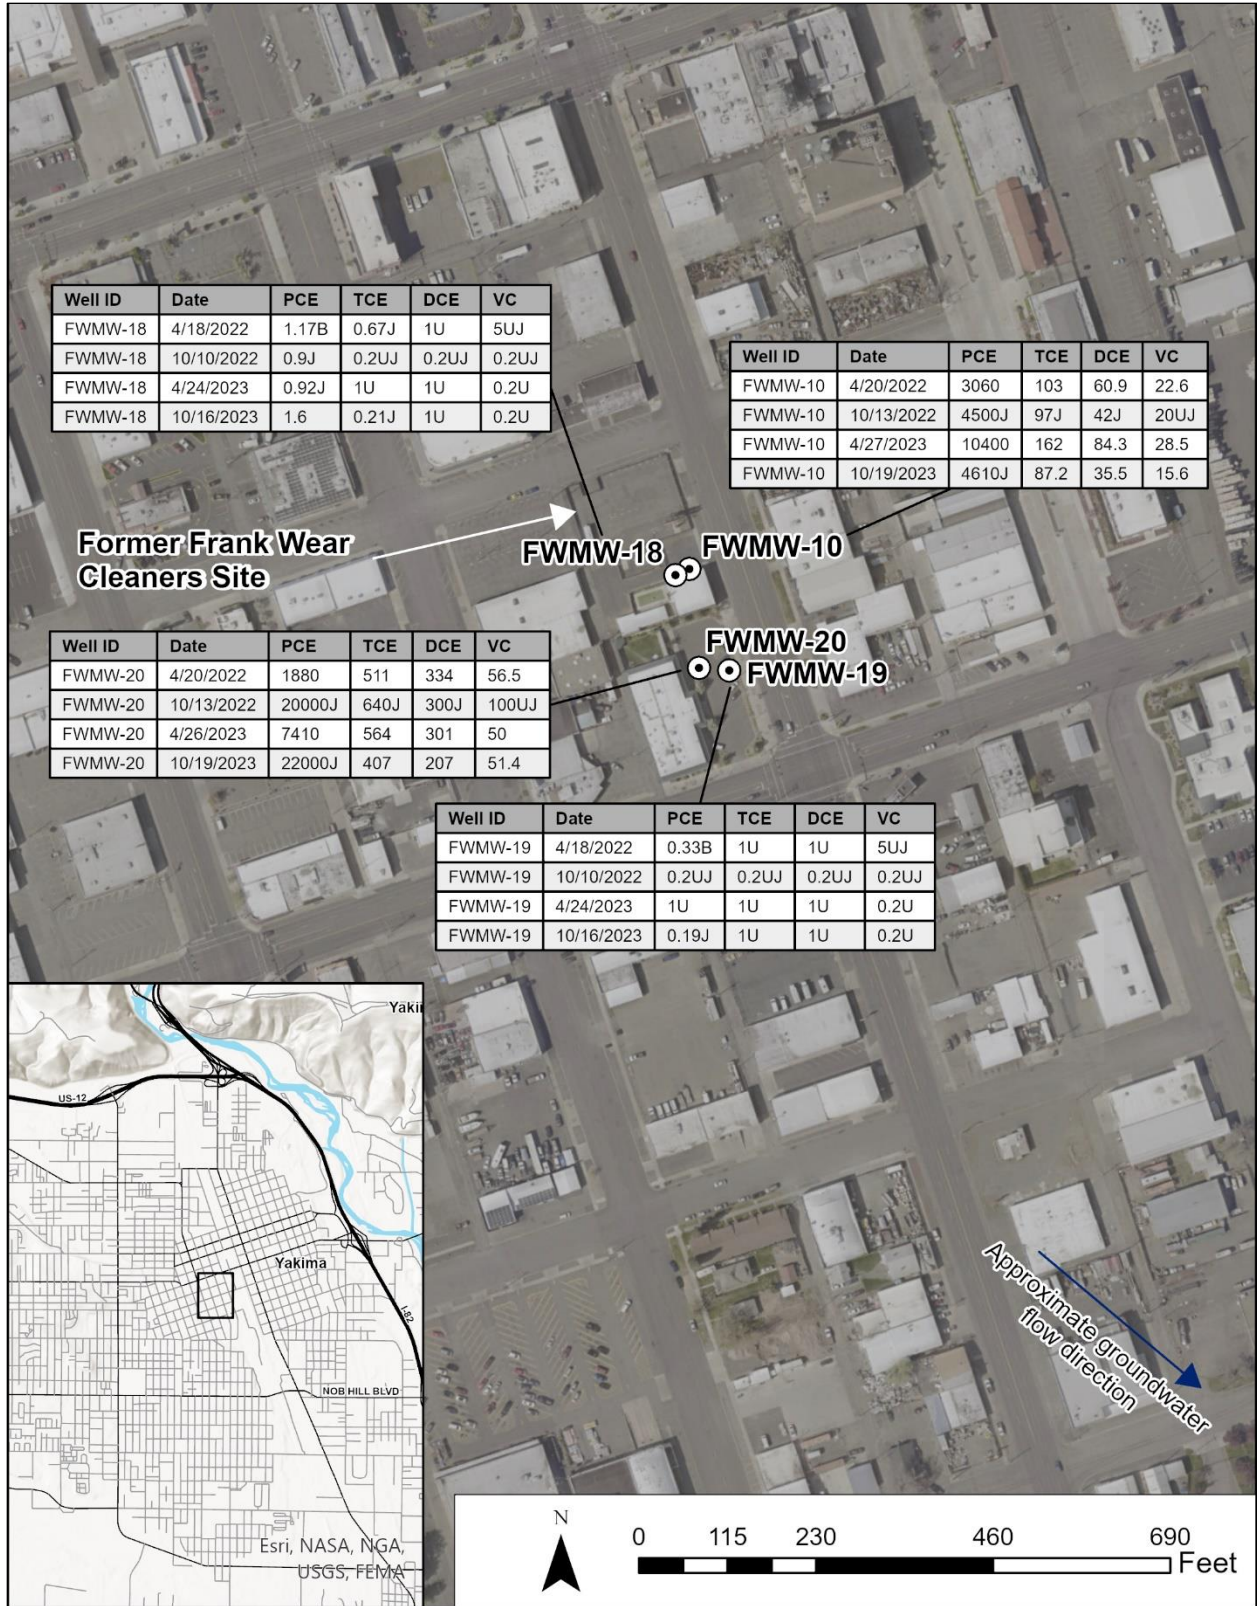 Well ID Date PCE TCE DCE VC
FWMW-18 4/18/2022 1.17B 0.67J 1U 5UJ
FWMW-18 10/10/2022 0.9J 0.2UJ 0.2UJ 0.2UJ
FWMW-18 4/24/2023 0.92J 1U 1U 0.2U
FWMW-18 10/16/2023 1.6 0.21J 1U 0.2U
Well ID Date PCE TCE DCE VC
FWMW-10 4/20/2022 3060 103 60.9 22.6
FWMW-10 10/13/2022 4500J 97J 42J 20UJ
FWMW-10 4/27/2023 10400 162 84.3 28.5
FWMW-10 10/19/2023 4610J 87.2 35.5 15.6
Former Frank Wear
Cleaners Site
FWMW-18
FWMW-10
FWMW-20
FWMW-19
Well ID Date PCE TCE DCE VC
FWMW-20 4/20/2022 1880 511 334 56.5
FWMW-20 10/13/2022 20000J 640J 300J 100UJ
FWMW-20 4/26/2023 7410 564 301 50
FWMW-20 10/19/2023 22000J 407 207 51.4
Well ID Date PCE TCE DCE VC
FWMW-19 4/18/2022 0.33B 1U 1U 5UJ
FWMW-19 10/10/2022 0.2UJ 0.2UJ 0.2UJ 0.2UJ
FWMW-19 4/24/2023 1U 1U 1U 0.2U
FWMW-19 10/16/2023 0.19J 1U 1U 0.2U
US-12
Yakima
I-82
NOB HILL BLVD
Esri, NASA, NGA,
USGS, FEMA
Approximate groundwater
flow direction
N
0 115 230 460 690
Feet